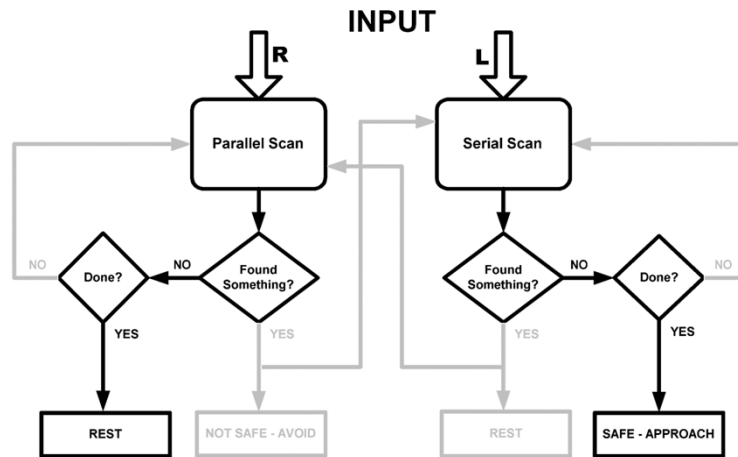 INPUT
R
L
Parallel Scan
Serial Scan
NO
Done?
NO
Found
Something?
Found
Something?
NO
Done?
NO
YES
YES
YES
YES
REST
NOT SAFE - AVOID
REST
SAFE - APPROACH